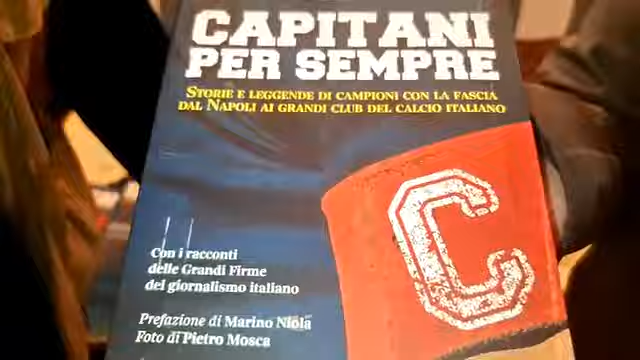 CAPITANI
PER SEMPRE
STORIE E LEGGENDE DI CAMPIONI CON LA FASCIA
DAL NAPOLI AI GRANDI CLUB DEL CALCIO ITALIANO
C
Con i racconti
delle Grandi Firme
del giornalismo italiano
Prefazione di Marino Niola
Foto di Pietro Mosca